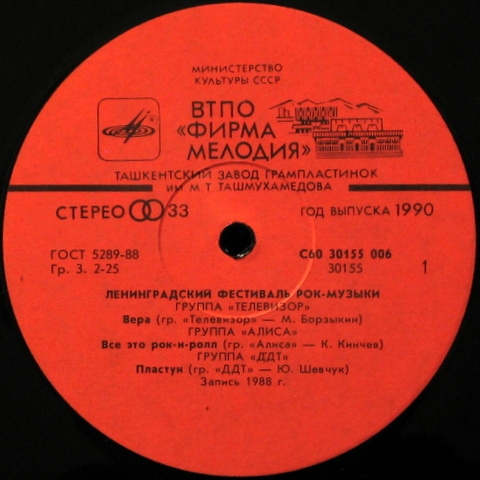 МИНИСТЕРСТВО
КУЛЬТУРЫ СССР
ВТПО
«ФИРМА
МЕЛОДИЯ»
ТАШКЕНТСКИЙ ЗАВОД ГРАМПЛАСТИНОК
ИМ М. Т. ТАШМУХАМЕДОВА
СТЕРЕО 33
ГОД ВЫПУСКА 1990
ГОСТ 5289-88
Гр. 3. 2-25
С60 30155 006
30155
1
ЛЕНИНГРАДСКИЙ ФЕСТИВАЛЬ РОК-МУЗЫКИ
ГРУППА «ТЕЛЕВИЗОР»
Вера (гр. «Телевизор» — М. Борзыкин)
ГРУППА «АЛИСА»
Все это рок-н-ролл (гр. «Алиса» — К. Кинчев)
ГРУППА «ДДТ»
Пластун (гр. «ДДТ» — Ю. Шевчук)
Запись 1988 г.